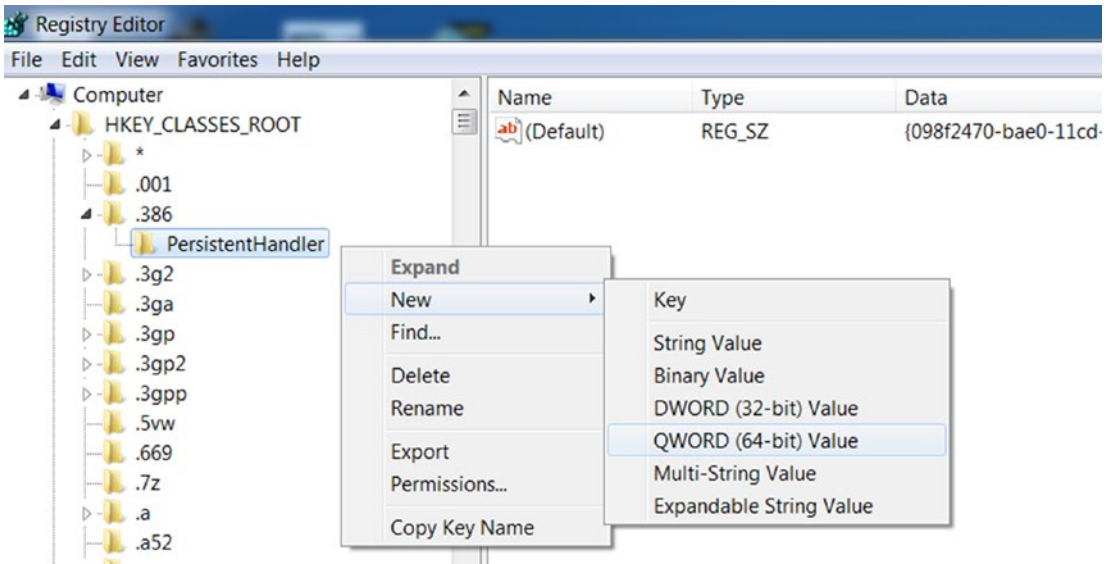 Registry Editor
File Edit View Favorites Help
Computer
HKEY_CLASSES_ROOT
*
.001
.386
PersistentHandler
.3g2
.3ga
.3gp
.3gp2
.3gpp
.5vw
.669
.7z
.a
.a52
Name Type Data
ab (Default) REG_SZ {098f2470-bae0-11cd-
Expand
New
Find...
Delete
Rename
Export
Permissions...
Copy Key Name
Key
String Value
Binary Value
DWORD (32-bit) Value
QWORD (64-bit) Value
Multi-String Value
Expandable String Value